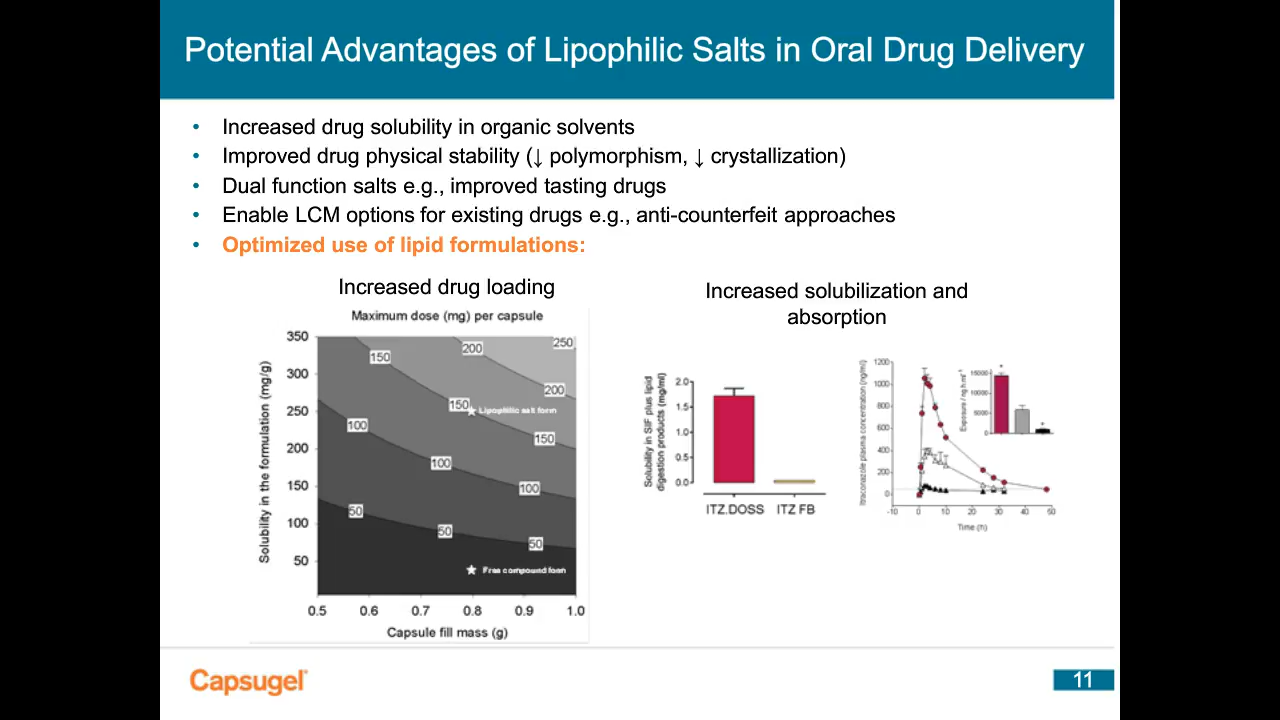 Potential Advantages of Lipophilic Salts in Oral Drug Delivery
• Increased drug solubility in organic solvents
• Improved drug physical stability (↓ polymorphism, ↓ crystallization)
• Dual function salts e.g., improved tasting drugs
• Enable LCM options for existing drugs e.g., anti-counterfeit approaches
• Optimized use of lipid formulations:
Increased drug loading
Maximum dose (mg) per capsule
Solubility in the formulation (mg/g)
350
300
250
200
150
100
50
150
200
250
200
150
Lipophilic salt form
150
100
100
100
50
50
50
Free compound form
0.5 0.6 0.7 0.8 0.9 1.0
Capsule fill mass (g)
Increased solubilization and
absorption
Solubility in SIF plus lipid
digestion products (mg/ml)
2.0
1.5
1.0
0.5
0.0
ITZ.DOSS ITZ FB
Itraconazole plasma concentration (ng/ml)
1200
1000
800
600
400
200
0
-10 0 10 20 30 40 50 60
Time (h)
Exposure / ng.h.ml⁻¹
15000
10000
5000
0
* *
Capsugel®
11